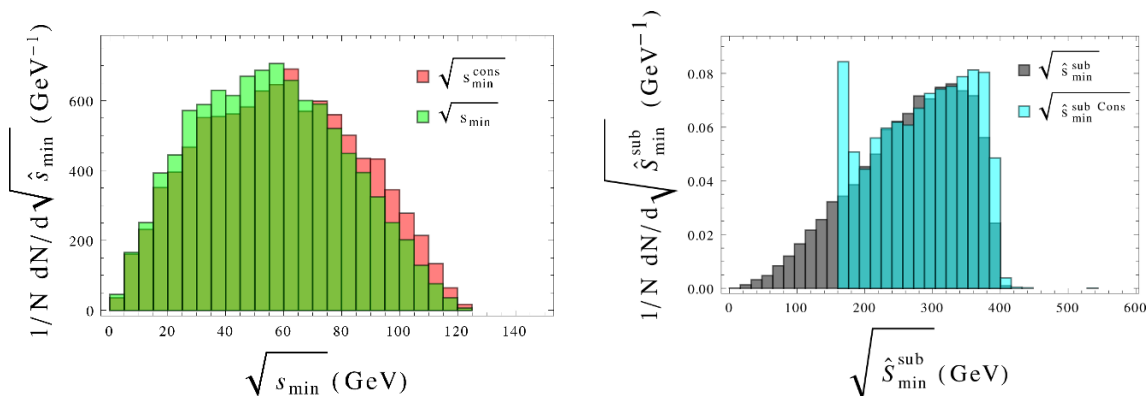 1/N dN/d√ŝ_min (GeV⁻¹)
600
400
200
0
√s_min^cons
√s_min
0 20 40 60 80 100 120 140
√s_min (GeV)
1/N dN/d√ŝ_min^sub (GeV⁻¹)
0.08
0.06
0.04
0.02
0.00
√ŝ_min^sub
√ŝ_min^sub Cons
0 100 200 300 400 500 600
√Ŝ_min^sub (GeV)